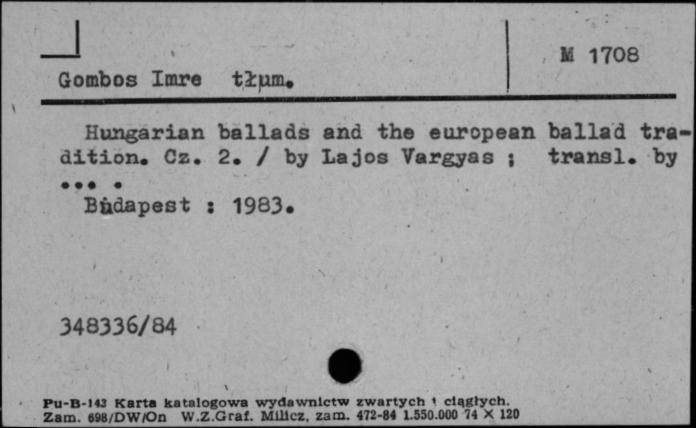 M 1708
Gombos Imre tłum.
Hungarian ballads and the european ballad tra-
dition. Cz. 2. / by Lajos Vargyas ; transl. by
... .
Budapest : 1983.
348336/84
Pu-B-143 Karta katalogowa wydawnictw zwartych i ciągłych.
Zam. 698/DW/On W.Z.Graf. Milicz, zam. 472-84 1.550.000 74 X 120